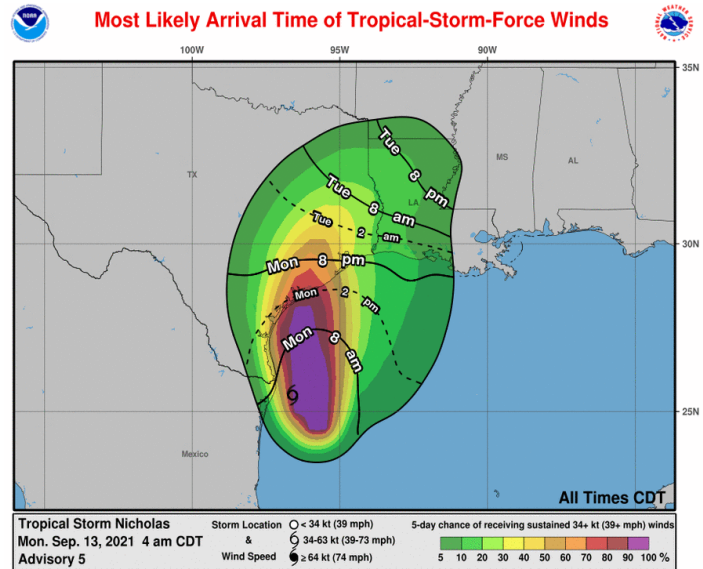 Most Likely Arrival Time of Tropical-Storm-Force Winds
NOAA
100W 95W 90W
35N
30N
25N
TX
LA
MS
AL
Mexico
Tue 8 pm
Tue 8 am
Tue 2 am
Mon 8 pm
Mon 2 pm
Mon 8 am
All Times CDT
Tropical Storm Nicholas
Mon. Sep. 13, 2021 4 am CDT
Advisory 5
Storm Location
&
Wind Speed
< 34 kt (39 mph)
34-63 kt (39-73 mph)
≥ 64 kt (74 mph)
5-day chance of receiving sustained 34+ kt (39+ mph) winds
5 10 20 30 40 50 60 70 80 90 100 %